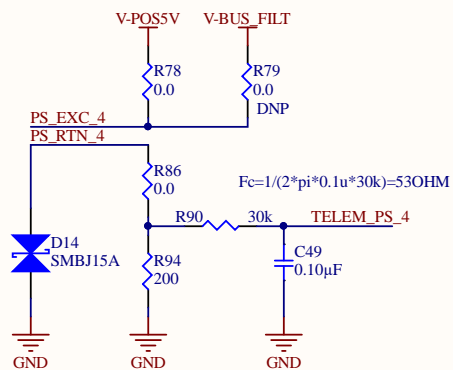 V-POS5V V-BUS_FILT
R78
0.0
R79
0.0
DNP
PS_EXC_4
PS_RTN_4
R86
0.0
Fc=1/(2*pi*0.1u*30k)=53OHM
R90 30k TELEM_PS_4
D14
SMBJ15A
R94
200
C49
0.10µF
GND GND GND